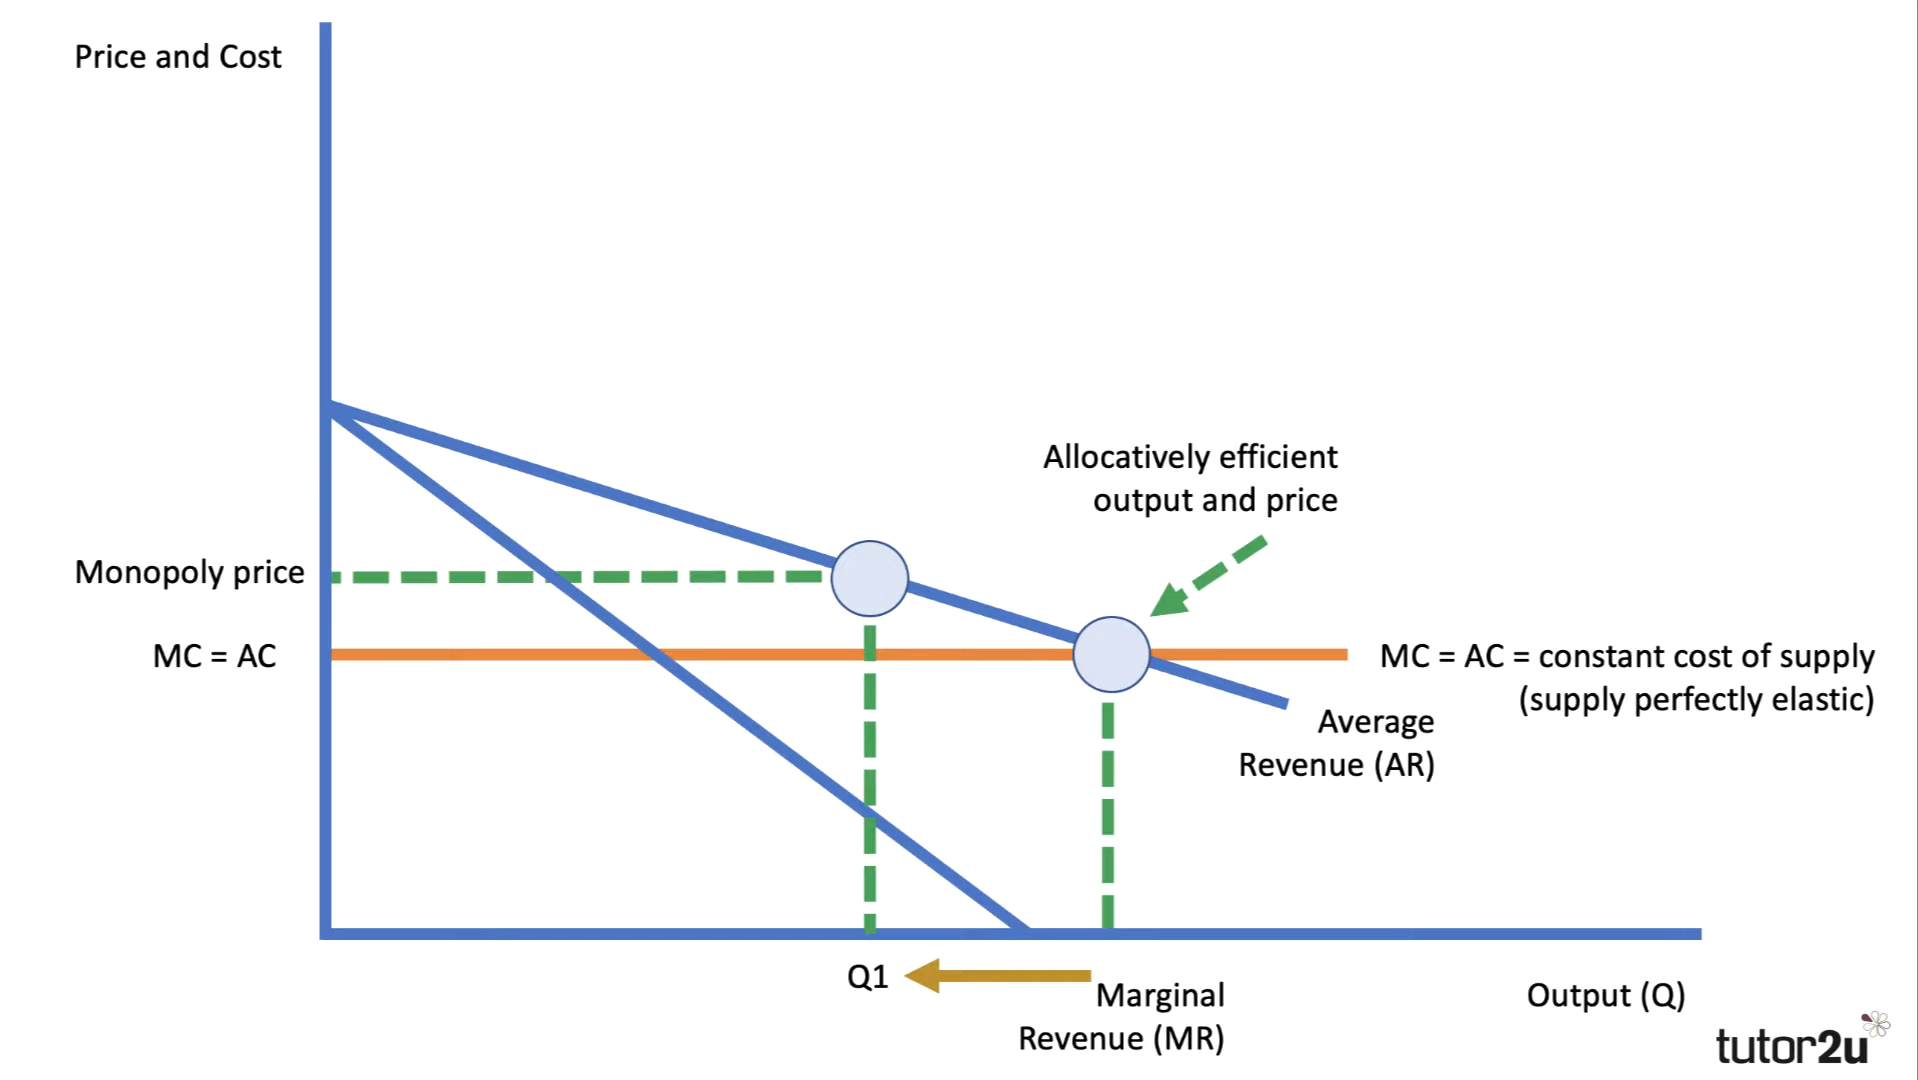 Price and Cost
Allocatively efficient
output and price
Monopoly price
MC = AC
MC = AC = constant cost of supply
(supply perfectly elastic)
Average
Revenue (AR)
Q1
Marginal
Revenue (MR)
Output (Q)
tutor2u